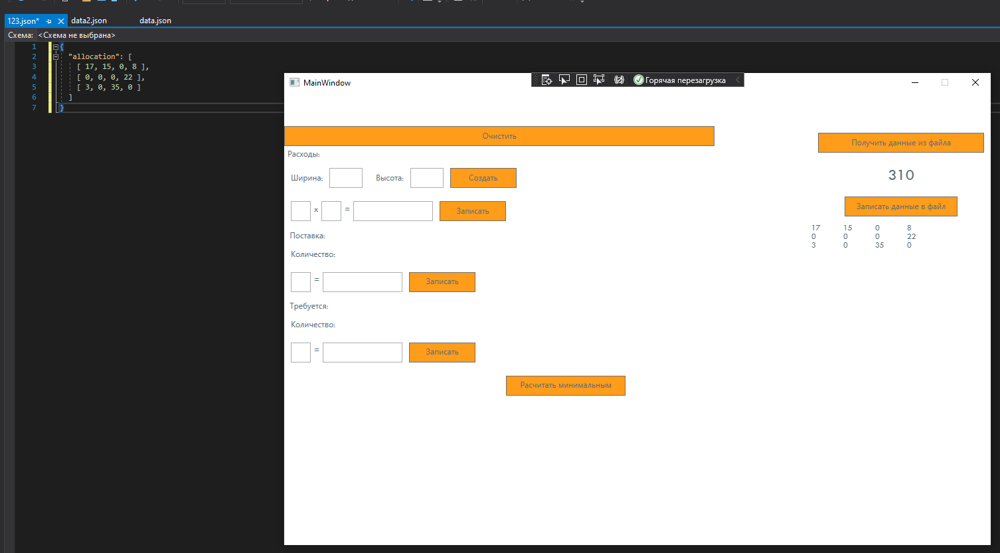 123.json*
data2.json
data.json
Схема: <Схема не выбрана>
1 {
2 "allocation": [
3 [ 17, 15, 0, 8 ],
4 [ 0, 0, 0, 22 ],
5 [ 3, 0, 35, 0 ]
6 ]
7 }
MainWindow
Горячая перезагрузка
Очистить
Расходы:
Ширина:
Высота:
Создать
x
=
Записать
Поставка:
Количество:
=
Записать
Требуется:
Количество:
=
Записать
Расчитать минимальным
Получить данные из файла
310
Записать данные в файл
17 15 0 8
0 0 0 22
3 0 35 0